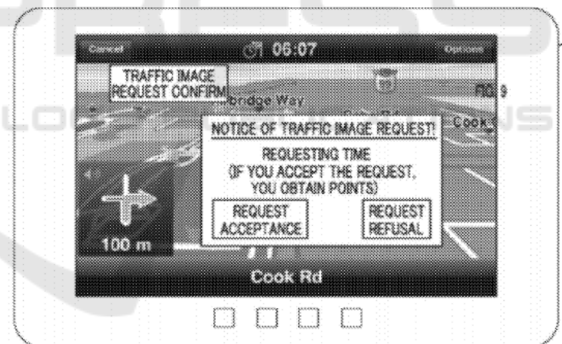 Cancel
06:07
Options
TRAFFIC IMAGE
REQUEST CONFIRM
bridge Way
FIG. 9
Cook
NOTICE OF TRAFFIC IMAGE REQUEST!
REQUESTING TIME
(IF YOU ACCEPT THE REQUEST,
YOU OBTAIN POINTS)
REQUEST
ACCEPTANCE
REQUEST
REFUSAL
100 m
Cook Rd